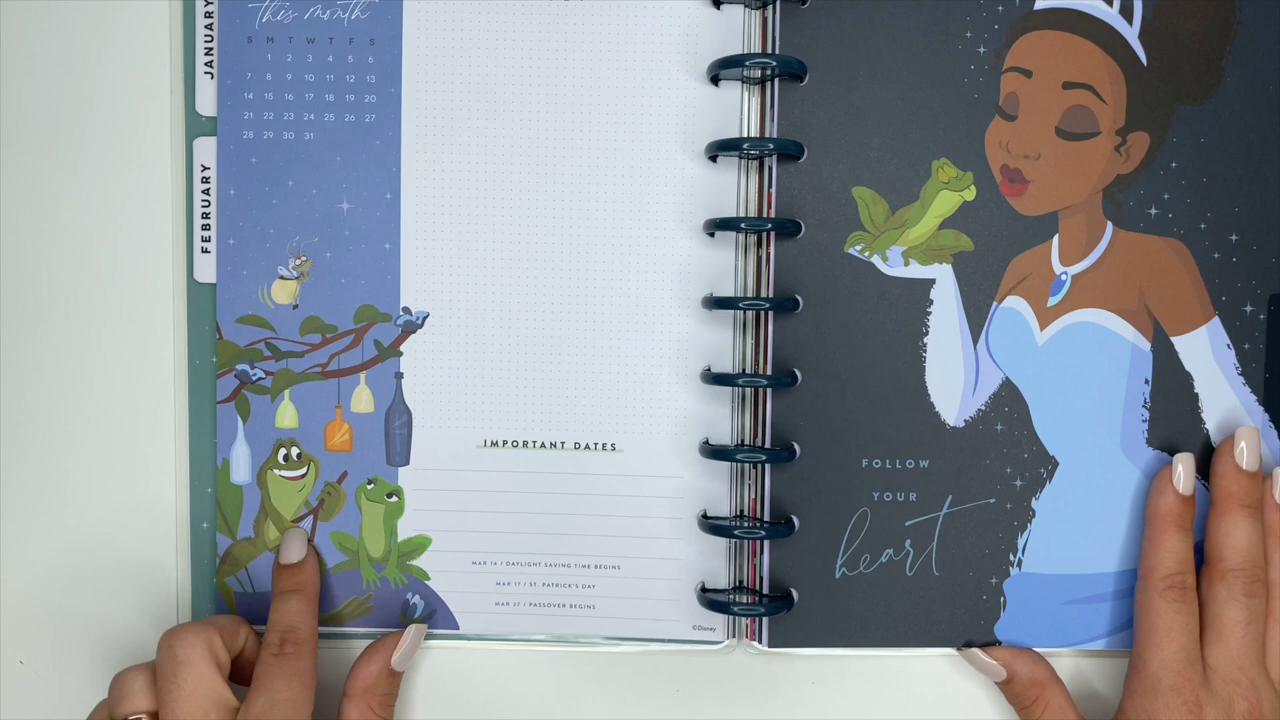 JANUARY
FEBRUARY
this month
S M T W T F S
1 2 3 4 5 6
7 8 9 10 11 12 13
14 15 16 17 18 19 20
21 22 23 24 25 26 27
28 29 30 31
IMPORTANT DATES
MAR 14 / DAYLIGHT SAVING TIME BEGINS
MAR 17 / ST. PATRICK'S DAY
MAR 27 / PASSOVER BEGINS
©Disney
FOLLOW
YOUR
heart